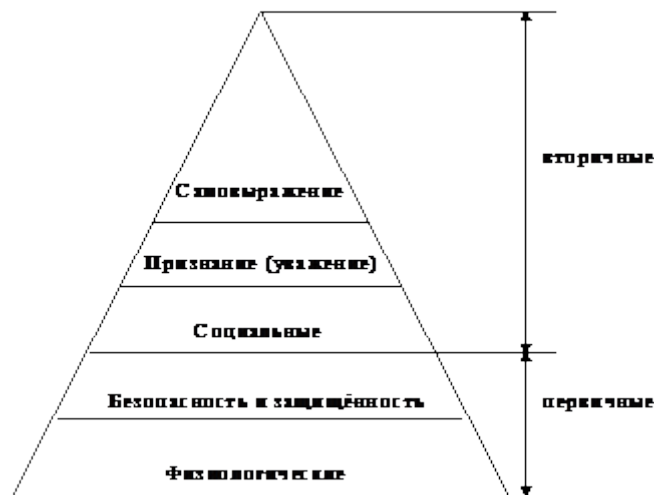 вторичные
Самовыражение
Признание (уважение)
Социальные
Безопасность и защищённость
первичные
Физиологические